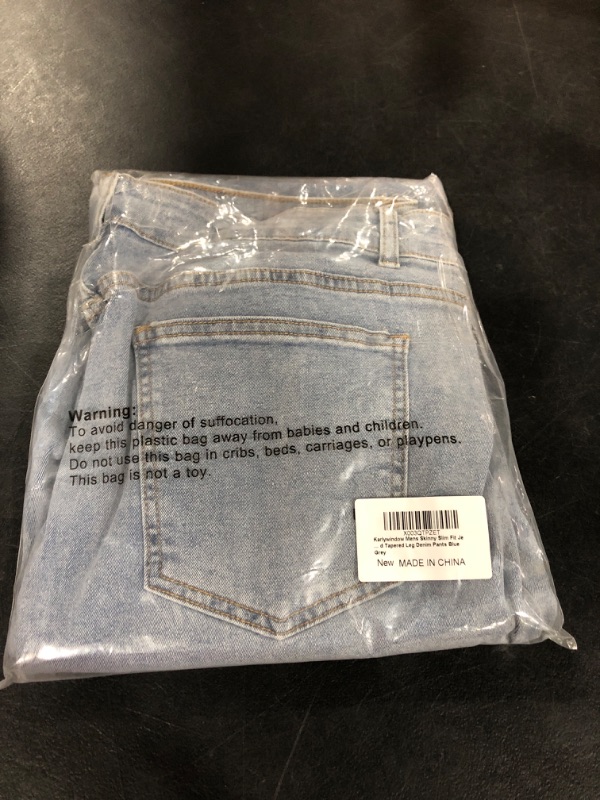 Warning:
To avoid danger of suffocation,
keep this plastic bag away from babies and children.
Do not use this bag in cribs, beds, carriages, or playpens.
This bag is not a toy.
X003QTPZET
Karlywindow Mens Skinny Slim Fit Je
... d Tapered Leg Denim Pants Blue
Grey
New MADE IN CHINA